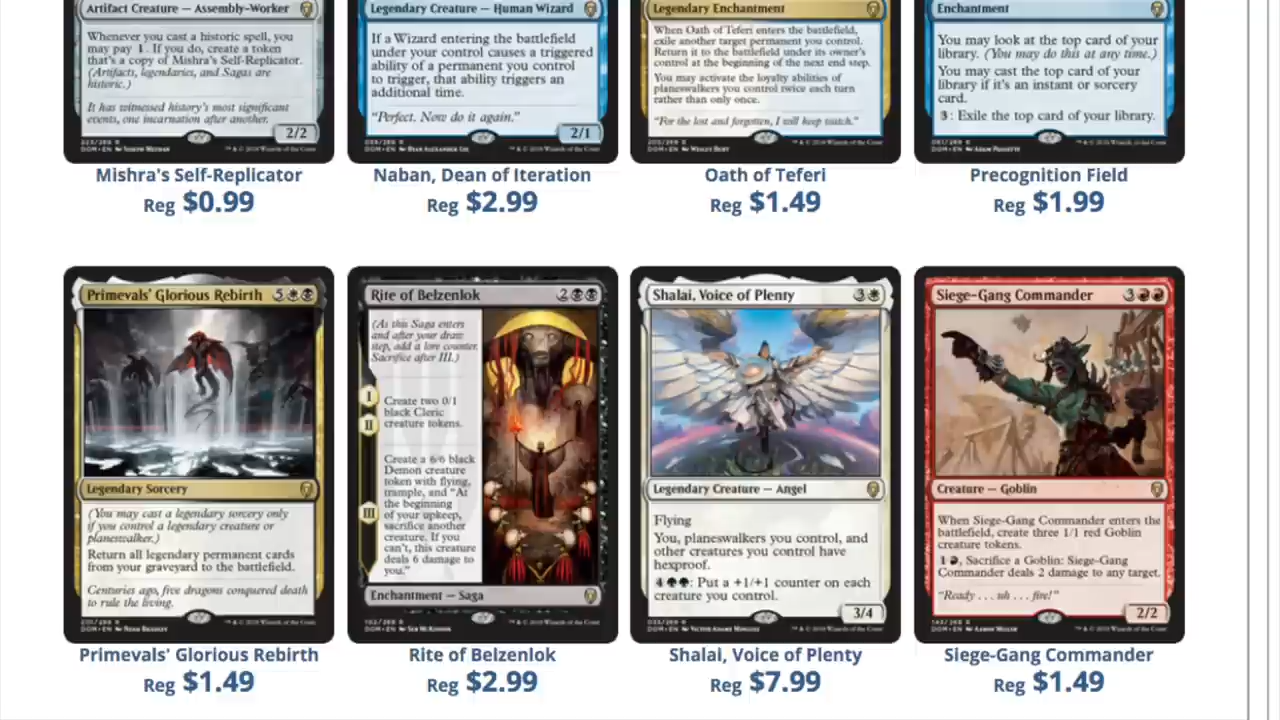 Artifact Creature — Assembly-Worker
Whenever you cast a historic spell, you
may pay 1. If you do, create a token
that's a copy of Mishra's Self-Replicator.
(Artifacts, legendaries, and Sagas are
historic.)
It has witnessed history's most significant
events, one incarnation after another.
2/2
Legendary Creature — Human Wizard
If a Wizard entering the battlefield
under your control causes a triggered
ability of a permanent you control
to trigger, that ability triggers an
additional time.
"Perfect. Now do it again."
2/1
Legendary Enchantment
When Oath of Teferi enters the battlefield,
exile another target permanent you control.
Return it to the battlefield under its owner's
control at the beginning of the next end step.
You may activate the loyalty abilities of
planeswalkers you control twice each turn
rather than only once.
"For the lost and forgotten, I will keep watch."
Enchantment
You may look at the top card of your
library. (You may do this at any time.)
You may cast the top card of your
library if it's an instant or sorcery
card.
3: Exile the top card of your library.
Mishra's Self-Replicator
Reg $0.99
Naban, Dean of Iteration
Reg $2.99
Oath of Teferi
Reg $1.49
Precognition Field
Reg $1.99
Primevals' Glorious Rebirth 5
Legendary Sorcery
(You may cast a legendary sorcery only
if you control a legendary creature or
planeswalker.)
Return all legendary permanent cards
from your graveyard to the battlefield.
Centuries ago, five dragons conquered death
to rule the living.
Rite of Belzenlok 2
(As this Saga enters
and after your draw
step, add a lore counter.
Sacrifice after III.)
I
II
Create two 0/1
black Cleric
creature tokens.
III
Create a 6/6 black
Demon creature
token with flying,
trample, and "At
the beginning
of your upkeep,
sacrifice another
creature. If you
can't, this creature
deals 6 damage to
you."
Enchantment — Saga
Shalai, Voice of Plenty 3
Legendary Creature — Angel
Flying
You, planeswalkers you control, and
other creatures you control have
hexproof.
4: Put a +1/+1 counter on each
creature you control.
3/4
Siege-Gang Commander 3
Creature — Goblin
When Siege-Gang Commander enters the
battlefield, create three 1/1 red Goblin
creature tokens.
1, Sacrifice a Goblin: Siege-Gang
Commander deals 2 damage to any target.
"Ready . . . uh . . . fire!"
2/2
Primevals' Glorious Rebirth
Reg $1.49
Rite of Belzenlok
Reg $2.99
Shalai, Voice of Plenty
Reg $7.99
Siege-Gang Commander
Reg $1.49